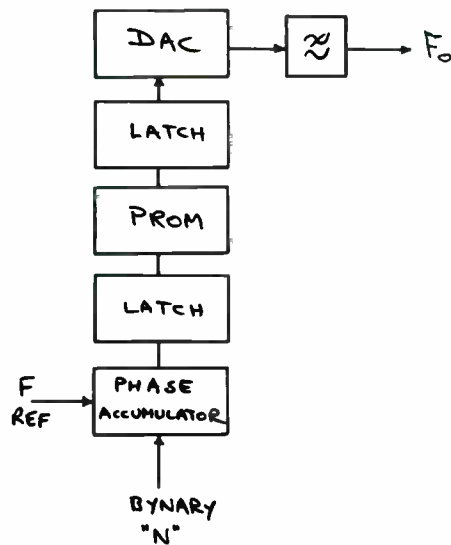 DAC
≈
F₀
LATCH
PROM
LATCH
F
REF
PHASE
ACCUMULATOR
BYNARY
"N"